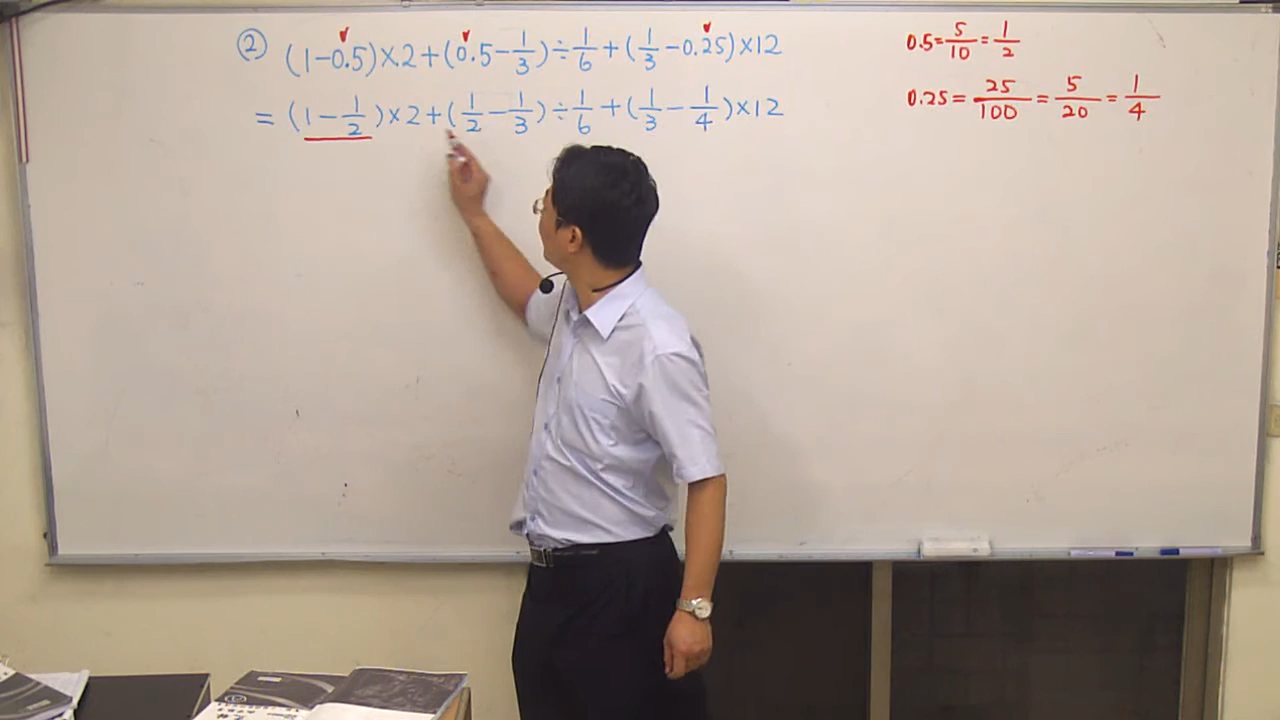 ② (1-0.5)×2+(0.5-1/3)÷1/6+(1/3-0.25)×12
=(1-1/2)×2+(1/2-1/3)÷1/6+(1/3-1/4)×12
0.5=5/10=1/2
0.25=25/100=5/20=1/4